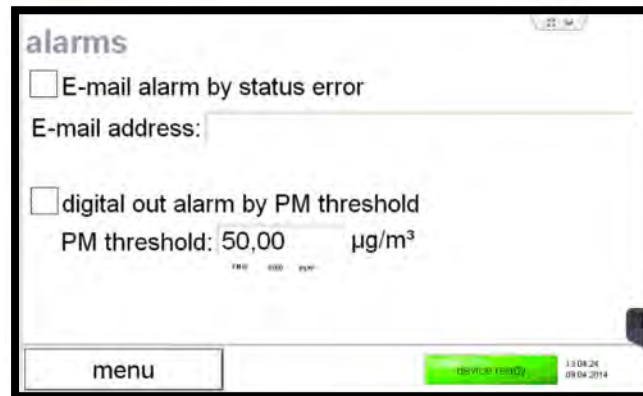 alarms
E-mail alarm by status error
E-mail address:
digital out alarm by PM threshold
PM threshold: 50,00 µg/m³
menu
device ready
13:04:24
09.04.2014